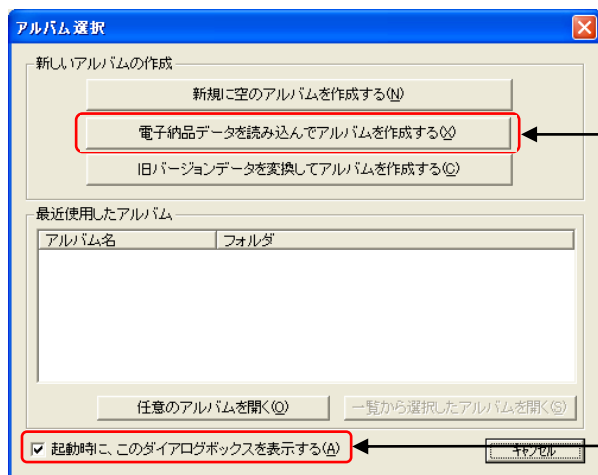 アルバム選択
新しいアルバムの作成
新規に空のアルバムを作成する(N)
電子納品データを読み込んでアルバムを作成する(X)
旧バージョンデータを変換してアルバムを作成する(C)
最近使用したアルバム
アルバム名 フォルダ
任意のアルバムを開く(O) 一覧から選択したアルバムを開く(S)
起動時に、このダイアログボックスを表示する(A) キャンセル